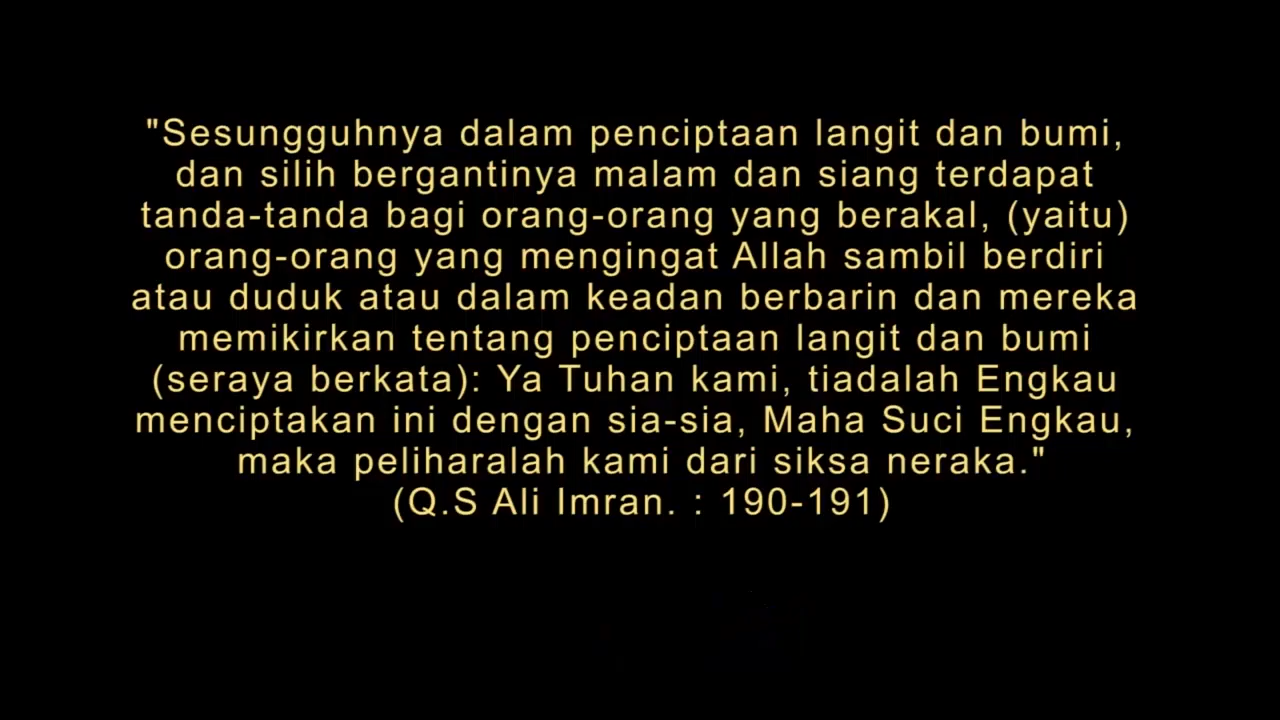 "Sesungguhnya dalam penciptaan langit dan bumi,
dan silih bergantinya malam dan siang terdapat
tanda-tanda bagi orang-orang yang berakal, (yaitu)
orang-orang yang mengingat Allah sambil berdiri
atau duduk atau dalam keadan berbarin dan mereka
memikirkan tentang penciptaan langit dan bumi
(seraya berkata): Ya Tuhan kami, tiadalah Engkau
menciptakan ini dengan sia-sia, Maha Suci Engkau,
maka peliharalah kami dari siksa neraka."
(Q.S Ali Imran. : 190-191)